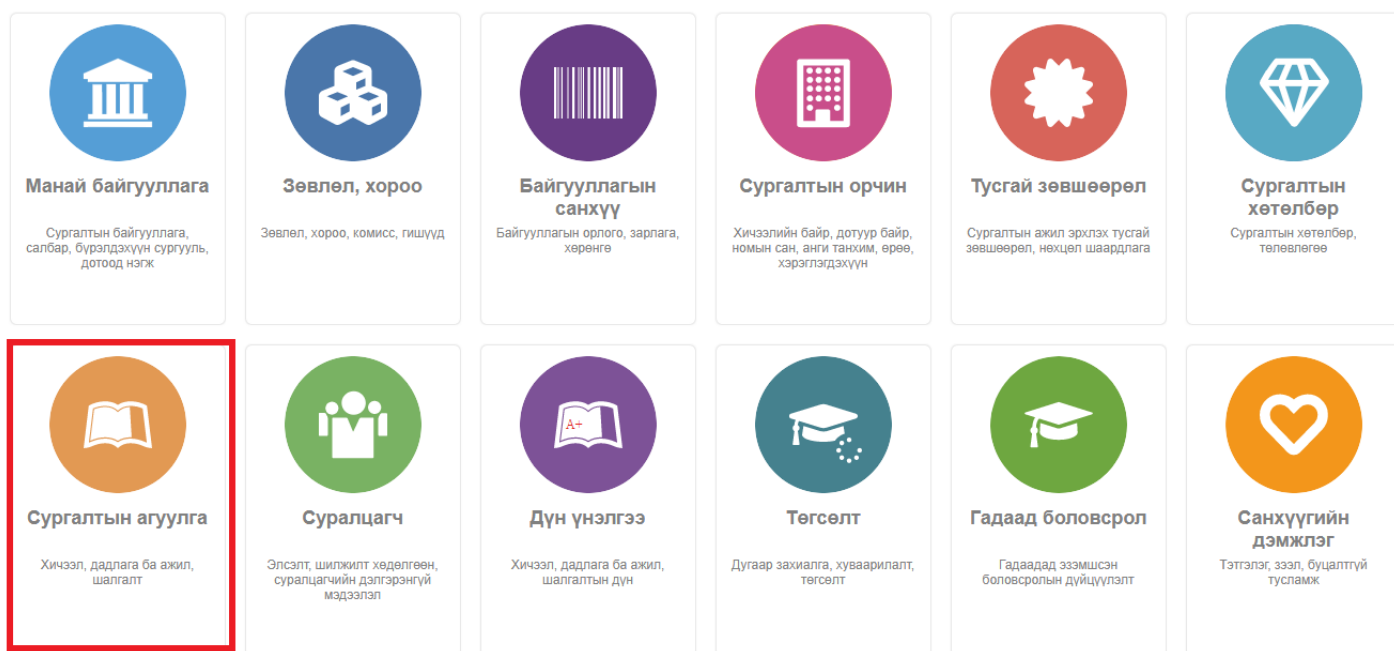 Манай байгууллага
Сургалтын байгууллага,
салбар, бүрэлдэхүүн сургууль,
дотоод нэгж
Зөвлөл, хороо
Зөвлөл, хороо, комисс, гишүүд
Байгууллагын
санхүү
Байгууллагын орлого, зарлага,
хөрөнгө
Сургалтын орчин
Хичээлийн байр, дотуур байр,
номын сан, анги танхим, өрөө,
хэрэглэгдэхүүн
Тусгай зөвшөөрөл
Сургалтын ажил эрхлэх тусгай
зөвшөөрөл, нөхцөл шаардлага
Сургалтын
хөтөлбөр
Сургалтын хөтөлбөр,
төлөвлөгөө
Сургалтын агуулга
Хичээл, дадлага ба ажил,
шалгалт
Суралцагч
Элсэлт, шилжилт хөдөлгөөн,
суралцагчийн дэлгэрэнгүй
мэдээлэл
A+
Дүн үнэлгээ
Хичээл, дадлага ба ажил,
шалгалтын дүн
Төгсөлт
Дугаар захиалга, хуваарилалт,
төгсөлт
Гадаад боловсрол
Гадаадад эзэмшсэн
боловсролын дүйцүүлэлт
Санхүүгийн
дэмжлэг
Тэтгэлэг, зээл, буцалтгүй
тусламж